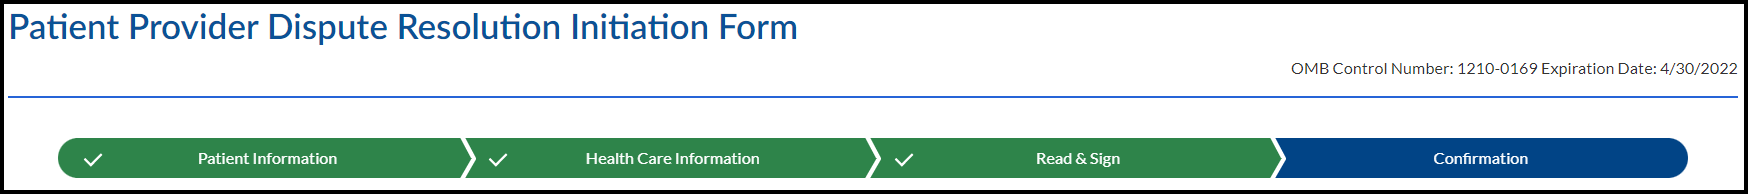 Patient Provider Dispute Resolution Initiation Form
OMB Control Number: 1210-0169 Expiration Date: 4/30/2022
Patient Information
Health Care Information
Read & Sign
Confirmation